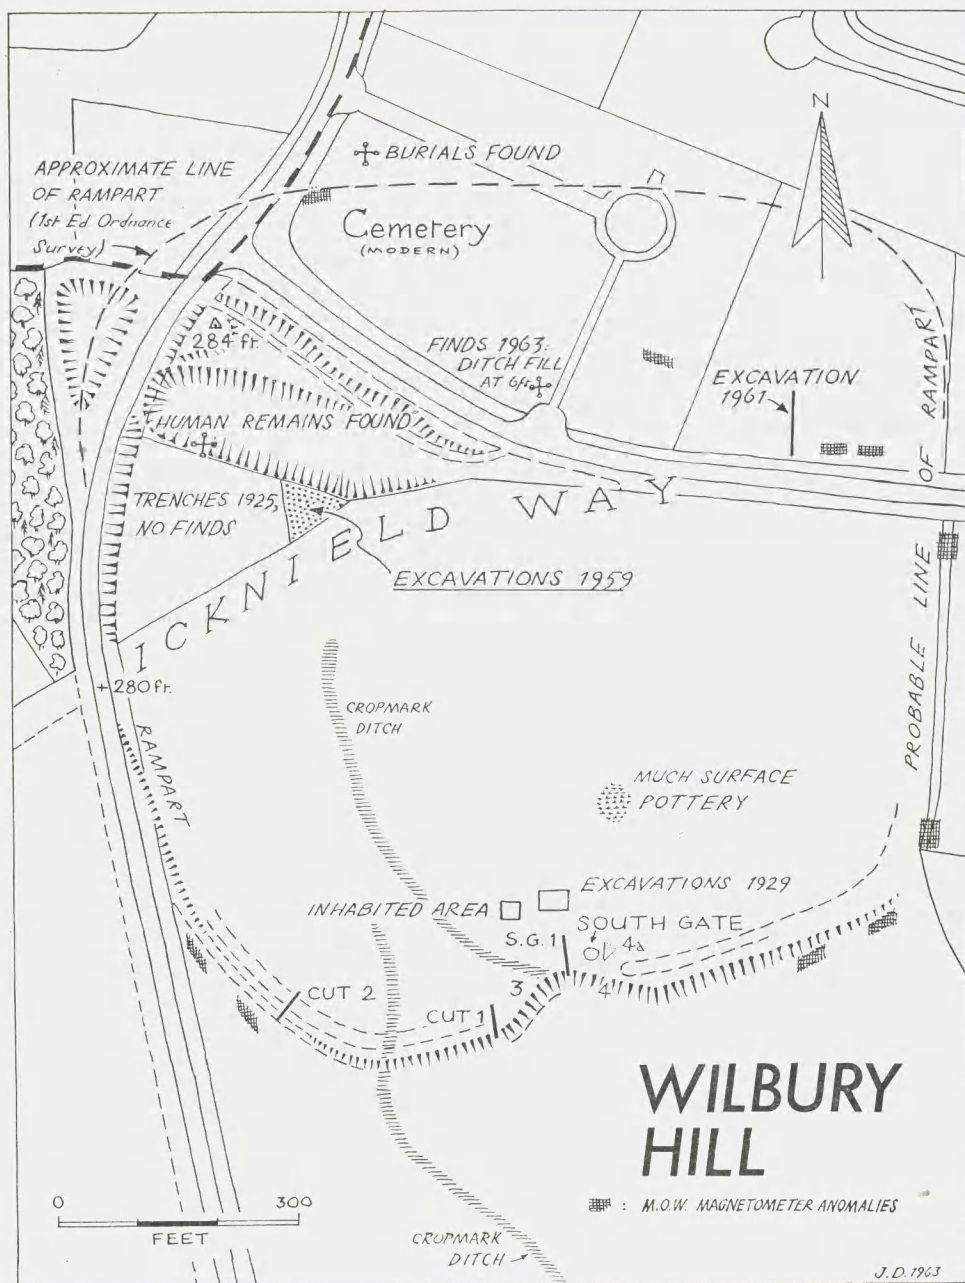 APPROXIMATE LINE
OF RAMPART
(1st Ed Ordnance
Survey)
BURIALS FOUND
N
Cemetery
(MODERN)
284 ft.
FINDS 1963:
DITCH FILL
AT 6ft
EXCAVATION
1961
OF RAMPART
HUMAN REMAINS FOUND
TRENCHES 1925,
NO FINDS
ICKNIELD WAY
EXCAVATIONS 1959
PROBABLE LINE
+280ft.
RAMPART
CROPMARK
DITCH
MUCH SURFACE
POTTERY
EXCAVATIONS 1929
INHABITED AREA
SOUTH GATE
S.G.1
4a
3
4
CUT 2
CUT 1
WILBURY
HILL
: M.O.W. MAGNETOMETER ANOMALIES
0 300
FEET
CROPMARK
DITCH
J.D. 1963